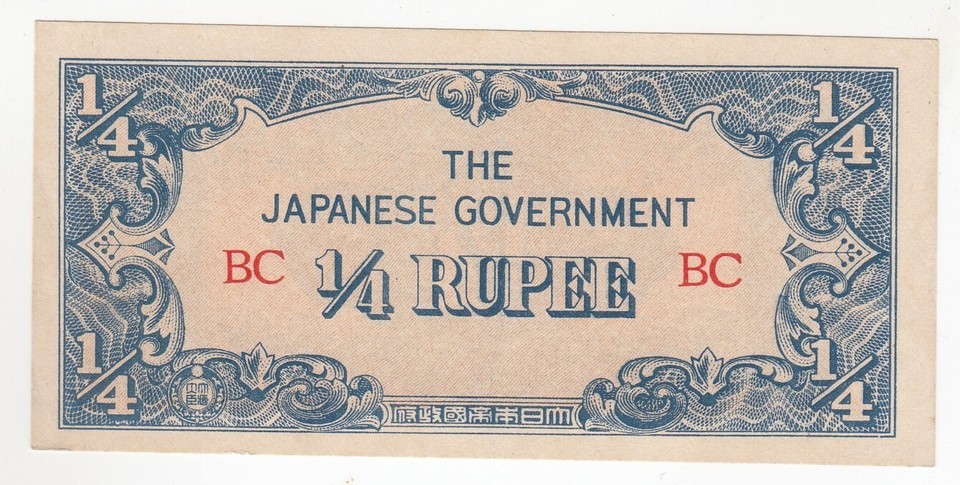 1/4
1/4
THE
JAPANESE GOVERNMENT
BC 1/4 RUPEE BC
1/4
1/4
大日本帝國政府